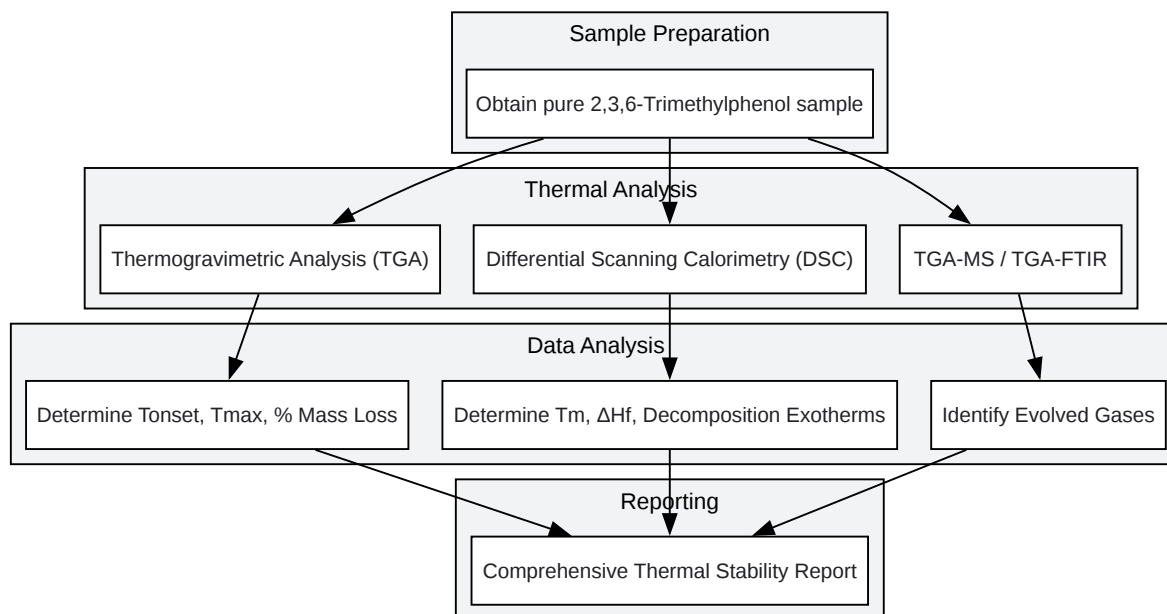 Sample Preparation
Obtain pure 2,3,6-Trimethylphenol sample
Thermal Analysis
Thermogravimetric Analysis (TGA)
Differential Scanning Calorimetry (DSC)
TGA-MS / TGA-FTIR
Data Analysis
Determine Tonset, Tmax, % Mass Loss
Determine Tm, ΔHf, Decomposition Exotherms
Identify Evolved Gases
Reporting
Comprehensive Thermal Stability Report